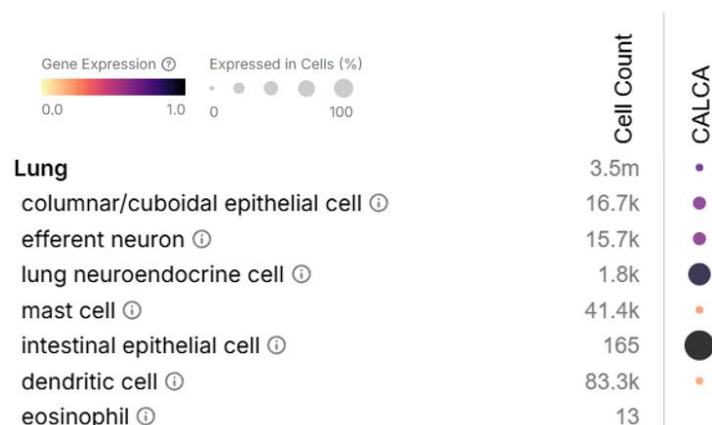 Gene Expression ? Expressed in Cells (%)
0.0 1.0 0 100
Cell Count
CALCA
Lung 3.5m
columnar/cuboidal epithelial cell i 16.7k
efferent neuron i 15.7k
lung neuroendocrine cell i 1.8k
mast cell i 41.4k
intestinal epithelial cell i 165
dendritic cell i 83.3k
eosinophil i 13